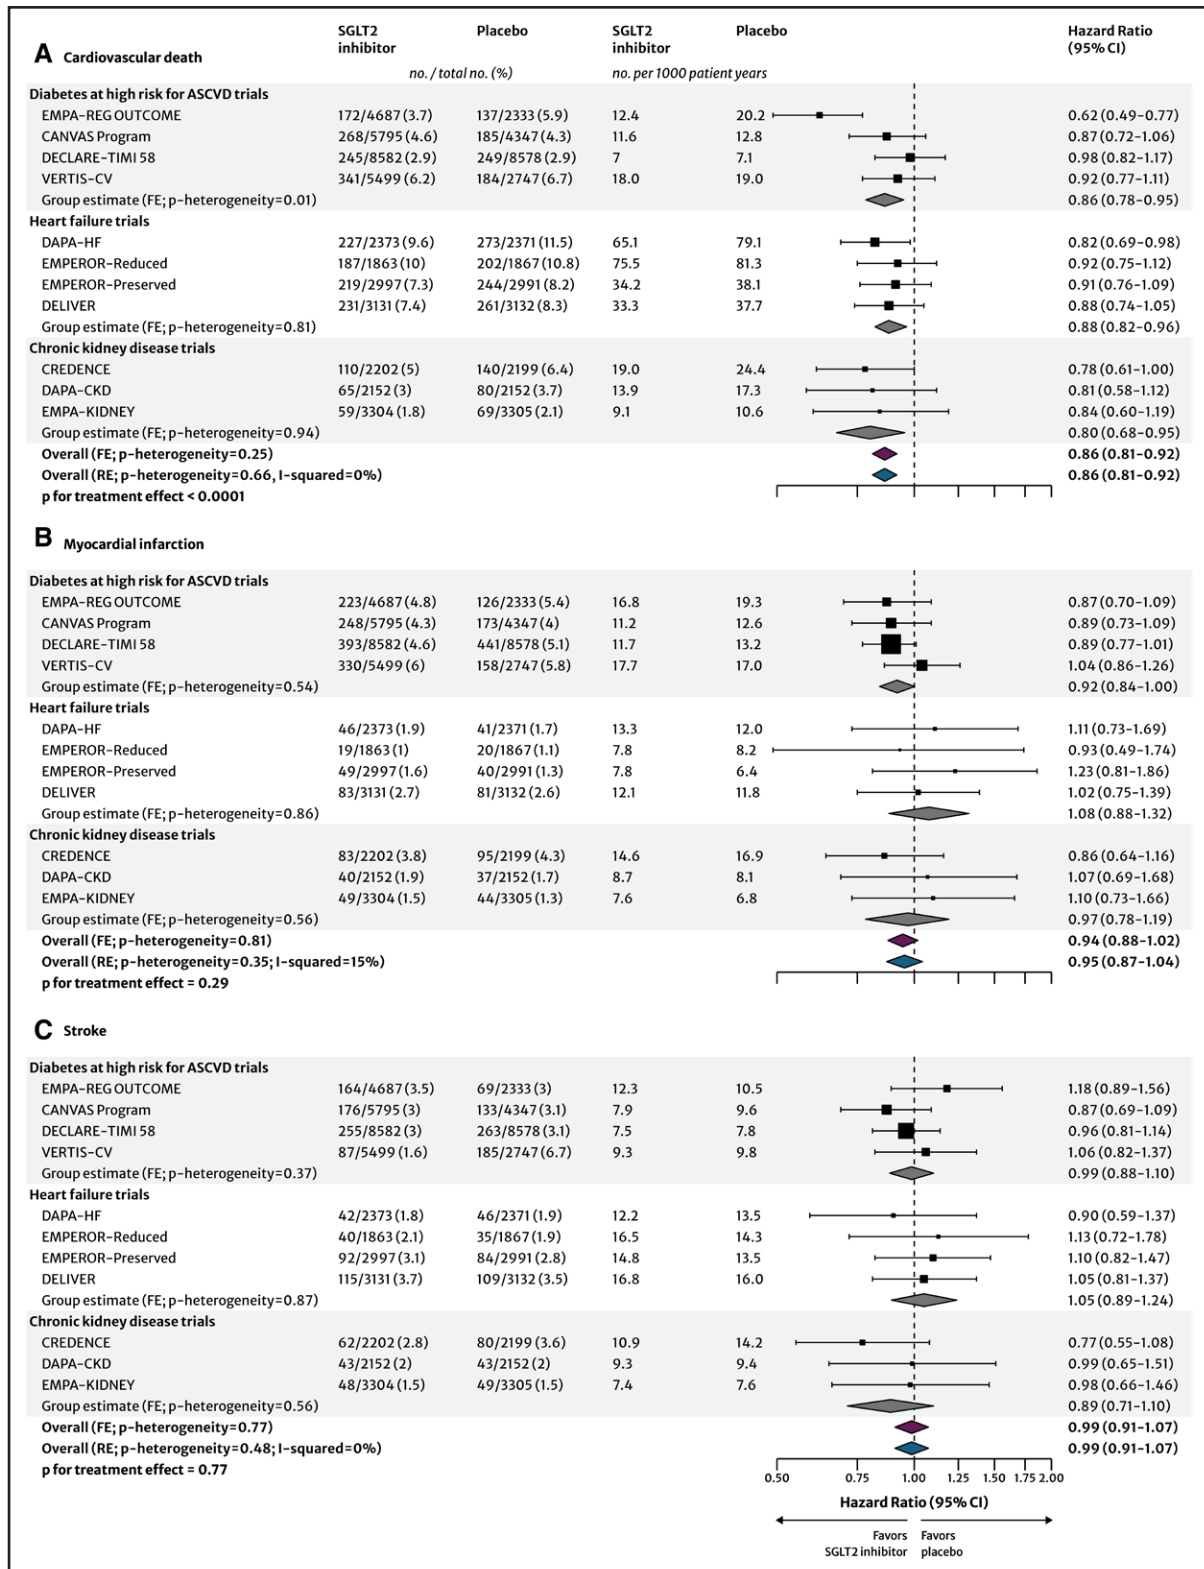 SGLT2 inhibitor Placebo SGLT2 inhibitor Placebo Hazard Ratio (95% CI)
A Cardiovascular death
no. / total no. (%) no. per 1000 patient years
Diabetes at high risk for ASCVD trials
EMPA-REG OUTCOME 172/4687 (3.7) 137/2333 (5.9) 12.4 20.2 0.62 (0.49-0.77)
CANVAS Program 268/5795 (4.6) 185/4347 (4.3) 11.6 12.8 0.87 (0.72-1.06)
DECLARE-TIMI 58 245/8582 (2.9) 249/8578 (2.9) 7 7.1 0.98 (0.82-1.17)
VERTIS-CV 341/5499 (6.2) 184/2747 (6.7) 18.0 19.0 0.92 (0.77-1.11)
Group estimate (FE; p-heterogeneity=0.01) 0.86 (0.78-0.95)
Heart failure trials
DAPA-HF 227/2373 (9.6) 273/2371 (11.5) 65.1 79.1 0.82 (0.69-0.98)
EMPEROR-Reduced 187/1863 (10) 202/1867 (10.8) 75.5 81.3 0.92 (0.75-1.12)
EMPEROR-Preserved 219/2997 (7.3) 244/2991 (8.2) 34.2 38.1 0.91 (0.76-1.09)
DELIVER 231/3131 (7.4) 261/3132 (8.3) 33.3 37.7 0.88 (0.74-1.05)
Group estimate (FE; p-heterogeneity=0.81) 0.88 (0.82-0.96)
Chronic kidney disease trials
CREDENCE 110/2202 (5) 140/2199 (6.4) 19.0 24.4 0.78 (0.61-1.00)
DAPA-CKD 65/2152 (3) 80/2152 (3.7) 13.9 17.3 0.81 (0.58-1.12)
EMPA-KIDNEY 59/3304 (1.8) 69/3305 (2.1) 9.1 10.6 0.84 (0.60-1.19)
Group estimate (FE; p-heterogeneity=0.94) 0.80 (0.68-0.95)
Overall (FE; p-heterogeneity=0.25) 0.86 (0.81-0.92)
Overall (RE; p-heterogeneity=0.66, I-squared=0%) 0.86 (0.81-0.92)
p for treatment effect < 0.0001
B Myocardial infarction
Diabetes at high risk for ASCVD trials
EMPA-REG OUTCOME 223/4687 (4.8) 126/2333 (5.4) 16.8 19.3 0.87 (0.70-1.09)
CANVAS Program 248/5795 (4.3) 173/4347 (4) 11.2 12.6 0.89 (0.73-1.09)
DECLARE-TIMI 58 393/8582 (4.6) 441/8578 (5.1) 11.7 13.2 0.89 (0.77-1.01)
VERTIS-CV 330/5499 (6) 158/2747 (5.8) 17.7 17.0 1.04 (0.86-1.26)
Group estimate (FE; p-heterogeneity=0.54) 0.92 (0.84-1.00)
Heart failure trials
DAPA-HF 46/2373 (1.9) 41/2371 (1.7) 13.3 12.0 1.11 (0.73-1.69)
EMPEROR-Reduced 19/1863 (1) 20/1867 (1.1) 7.8 8.2 0.93 (0.49-1.74)
EMPEROR-Preserved 49/2997 (1.6) 40/2991 (1.3) 7.8 6.4 1.23 (0.81-1.86)
DELIVER 83/3131 (2.7) 81/3132 (2.6) 12.1 11.8 1.02 (0.75-1.39)
Group estimate (FE; p-heterogeneity=0.86) 1.08 (0.88-1.32)
Chronic kidney disease trials
CREDENCE 83/2202 (3.8) 95/2199 (4.3) 14.6 16.9 0.86 (0.64-1.16)
DAPA-CKD 40/2152 (1.9) 37/2152 (1.7) 8.7 8.1 1.07 (0.69-1.68)
EMPA-KIDNEY 49/3304 (1.5) 44/3305 (1.3) 7.6 6.8 1.10 (0.73-1.66)
Group estimate (FE; p-heterogeneity=0.56) 0.97 (0.78-1.19)
Overall (FE; p-heterogeneity=0.81) 0.94 (0.88-1.02)
Overall (RE; p-heterogeneity=0.35; I-squared=15%) 0.95 (0.87-1.04)
p for treatment effect = 0.29
C Stroke
Diabetes at high risk for ASCVD trials
EMPA-REG OUTCOME 164/4687 (3.5) 69/2333 (3) 12.3 10.5 1.18 (0.89-1.56)
CANVAS Program 176/5795 (3) 133/4347 (3.1) 7.9 9.6 0.87 (0.69-1.09)
DECLARE-TIMI 58 255/8582 (3) 263/8578 (3.1) 7.5 7.8 0.96 (0.81-1.14)
VERTIS-CV 87/5499 (1.6) 185/2747 (6.7) 9.3 9.8 1.06 (0.82-1.37)
Group estimate (FE; p-heterogeneity=0.37) 0.99 (0.88-1.10)
Heart failure trials
DAPA-HF 42/2373 (1.8) 46/2371 (1.9) 12.2 13.5 0.90 (0.59-1.37)
EMPEROR-Reduced 40/1863 (2.1) 35/1867 (1.9) 16.5 14.3 1.13 (0.72-1.78)
EMPEROR-Preserved 92/2997 (3.1) 84/2991 (2.8) 14.8 13.5 1.10 (0.82-1.47)
DELIVER 115/3131 (3.7) 109/3132 (3.5) 16.8 16.0 1.05 (0.81-1.37)
Group estimate (FE; p-heterogeneity=0.87) 1.05 (0.89-1.24)
Chronic kidney disease trials
CREDENCE 62/2202 (2.8) 80/2199 (3.6) 10.9 14.2 0.77 (0.55-1.08)
DAPA-CKD 43/2152 (2) 43/2152 (2) 9.3 9.4 0.99 (0.65-1.51)
EMPA-KIDNEY 48/3304 (1.5) 49/3305 (1.5) 7.4 7.6 0.98 (0.66-1.46)
Group estimate (FE; p-heterogeneity=0.56) 0.89 (0.71-1.10)
Overall (FE; p-heterogeneity=0.77) 0.99 (0.91-1.07)
Overall (RE; p-heterogeneity=0.48; I-squared=0%) 0.99 (0.91-1.07)
p for treatment effect = 0.77
0.50 0.75 1.00 1.25 1.50 1.75 2.00
Hazard Ratio (95% CI)
Favors SGLT2 inhibitor
Favors placebo